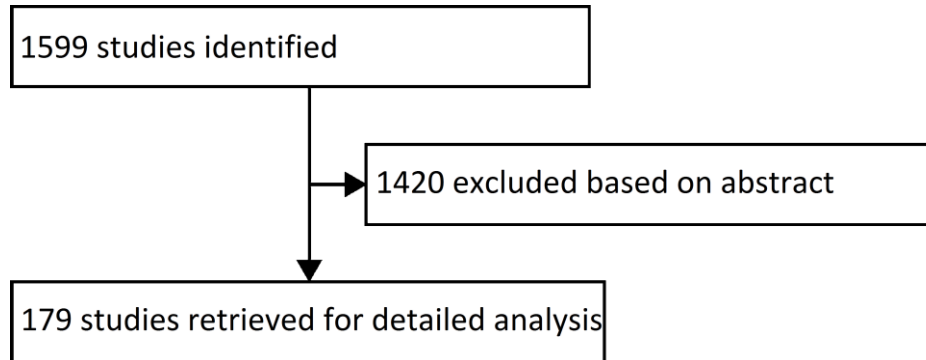 1599 studies identified
1420 excluded based on abstract
179 studies retrieved for detailed analysis